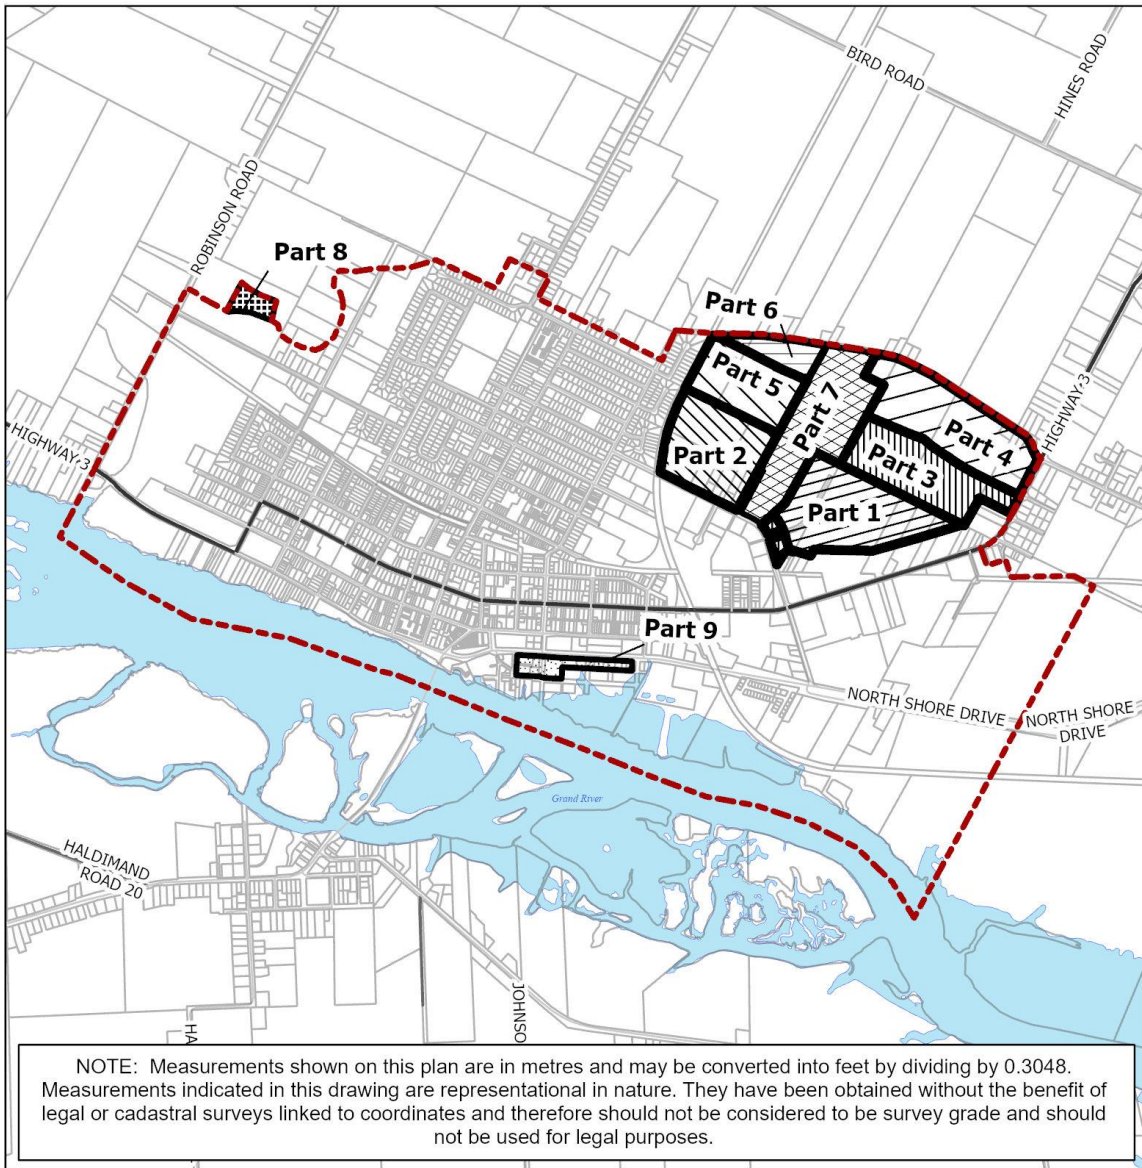 BIRD ROAD
HINES ROAD
ROBINSON ROAD
Part 8
Part 6
Part 5
Part 7
HIGHWAY 3
Part 4
Part 2
Part 3
HIGHWAY 3
Part 1
Part 9
NORTH SHORE DRIVE
NORTH SHORE
DRIVE
Grand River
HALDIMAND
ROAD 20
JOHNSO
HA
NOTE: Measurements shown on this plan are in metres and may be converted into feet by dividing by 0.3048.
Measurements indicated in this drawing are representational in nature. They have been obtained without the benefit of
legal or cadastral surveys linked to coordinates and therefore should not be considered to be survey grade and should
not be used for legal purposes.